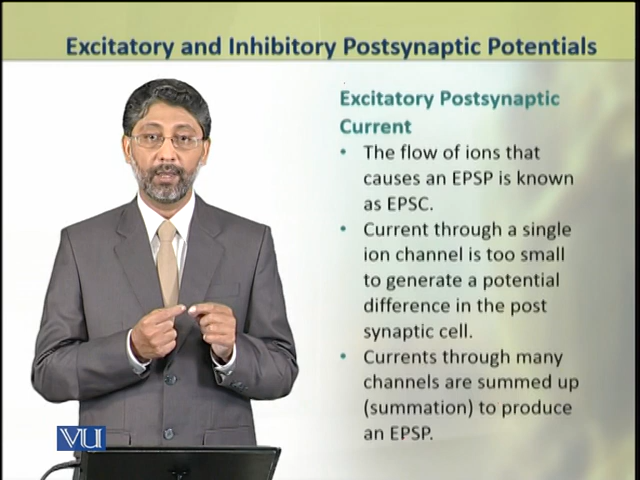 Excitatory and Inhibitory Postsynaptic Potentials
Excitatory Postsynaptic
Current
• The flow of ions that
causes an EPSP is known
as EPSC.
• Current through a single
ion channel is too small
to generate a potential
difference in the post
synaptic cell.
• Currents through many
channels are summed up
(summation) to produce
an EPSP.
VU